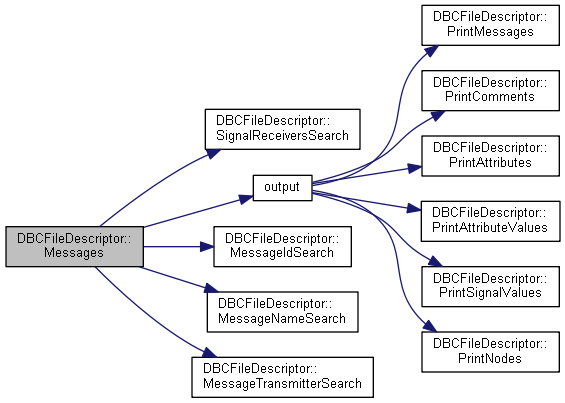 DBCFileDescriptor::
Messages
DBCFileDescriptor::
SignalReceiversSearch
output
DBCFileDescriptor::
MessageIdSearch
DBCFileDescriptor::
MessageNameSearch
DBCFileDescriptor::
MessageTransmitterSearch
DBCFileDescriptor::
PrintMessages
DBCFileDescriptor::
PrintComments
DBCFileDescriptor::
PrintAttributes
DBCFileDescriptor::
PrintAttributeValues
DBCFileDescriptor::
PrintSignalValues
DBCFileDescriptor::
PrintNodes